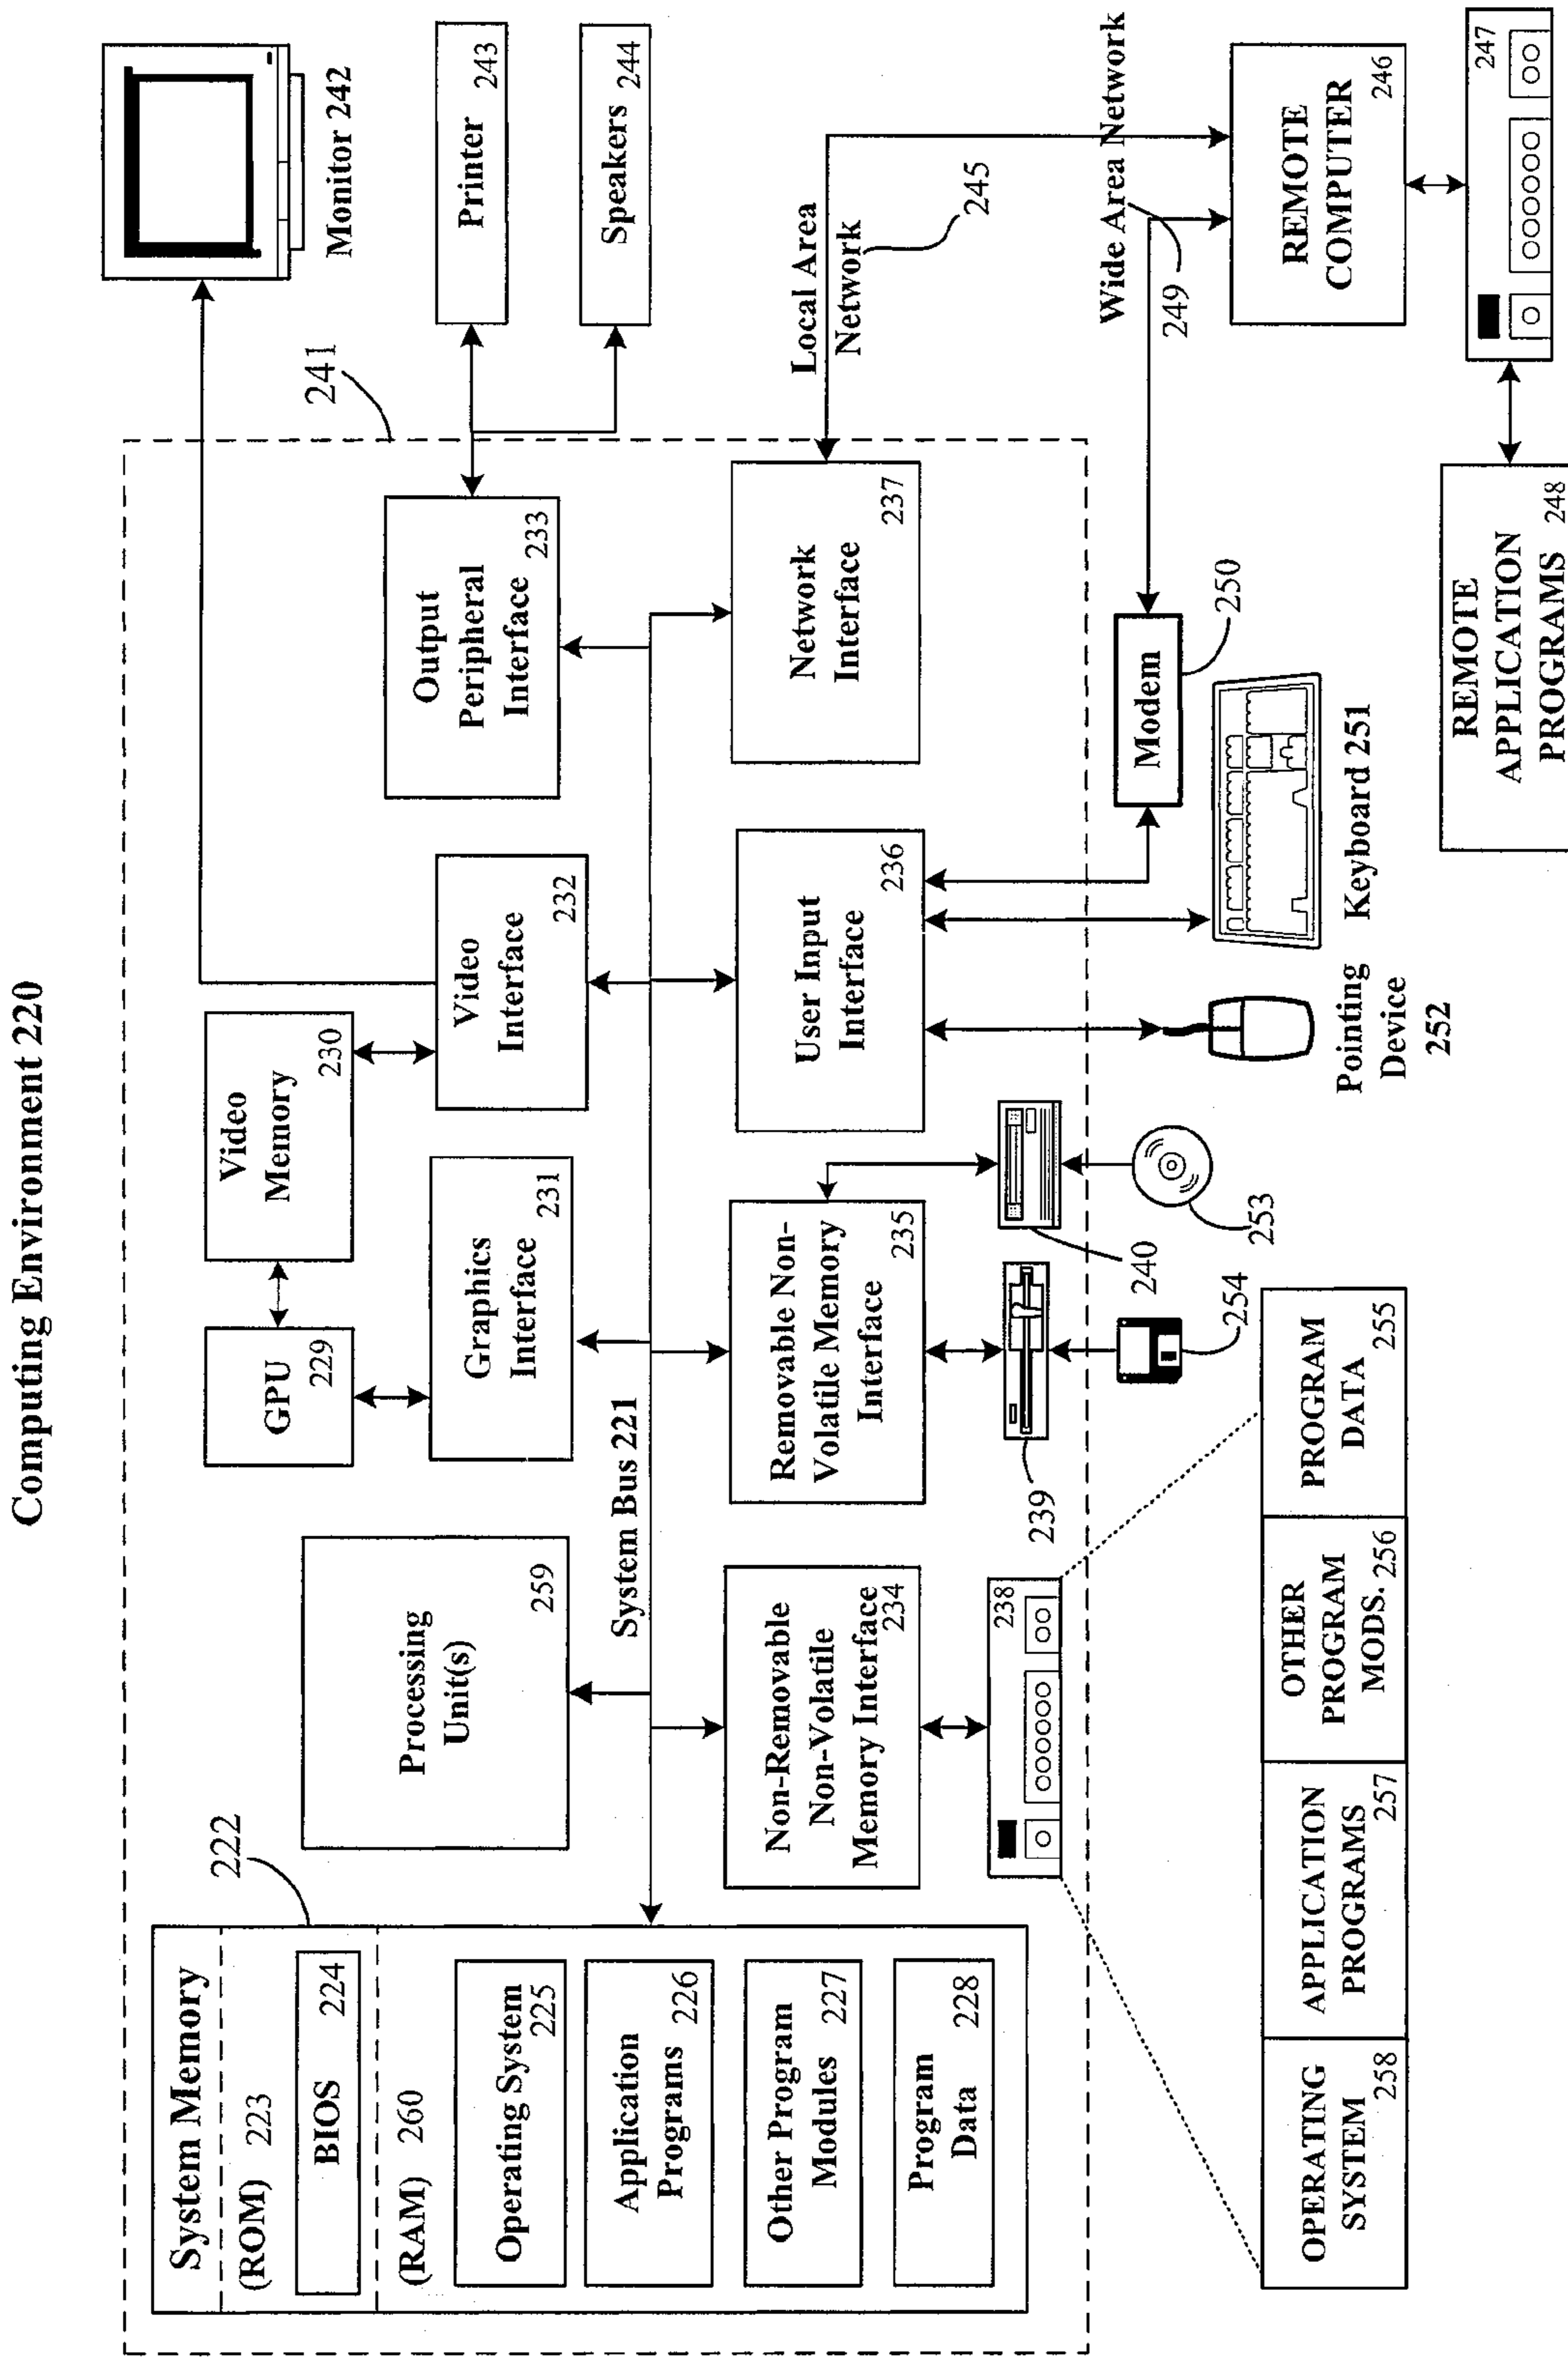 Computing Environment 220
System Memory
222
(ROM) 223
BIOS 224
(RAM) 260
Operating System
225
Application
Programs 226
Other Program
Modules 227
Program
Data 228
Processing
Unit(s)
259
GPU
229
Video
Memory
230
Graphics
Interface
231
Video
Interface
232
Output
Peripheral
Interface 233
241
Monitor 242
Printer
243
Speakers
244
System Bus 221
Non-Removable
Non-Volatile
Memory Interface
234
Removable Non-
Volatile Memory
Interface
235
User Input
Interface
236
Network
Interface
237
Local Area
Network
245
238
239
240
254
253
Pointing
Device
252
Keyboard 251
Modem
250
Wide Area Network
249
REMOTE
COMPUTER
246
247
REMOTE
APPLICATION
PROGRAMS 248
OPERATING
SYSTEM
258
APPLICATION
PROGRAMS
257
OTHER
PROGRAM
MODS. 256
PROGRAM
DATA
255